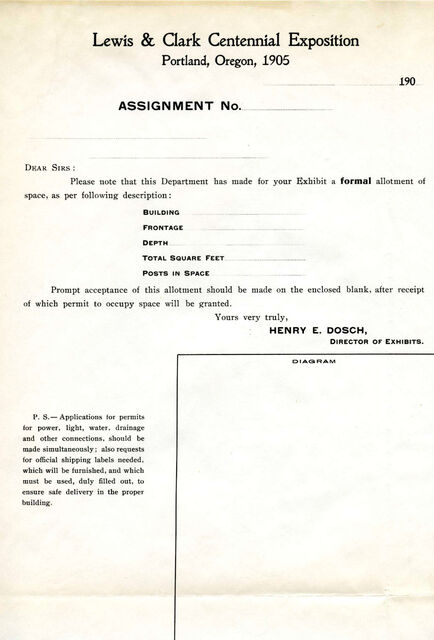 Lewis & Clark Centennial Exposition
Portland, Oregon, 1905
190
ASSIGNMENT No.
DEAR SIRS:
Please note that this Department has made for your Exhibit a formal allotment of
space, as per following description:
BUILDING
FRONTAGE
DEPTH
TOTAL SQUARE FEET
POSTS IN SPACE
Prompt acceptance of this allotment should be made on the enclosed blank, after receipt
of which permit to occupy space will be granted.
Yours very truly,
HENRY E. DOSCH,
DIRECTOR OF EXHIBITS.
DIAGRAM
P. S.—Applications for permits
for power, light, water, drainage
and other connections, should be
made simultaneously; also requests
for official shipping labels needed,
which will be furnished, and which
must be used, duly filled out, to
ensure safe delivery in the proper
building.